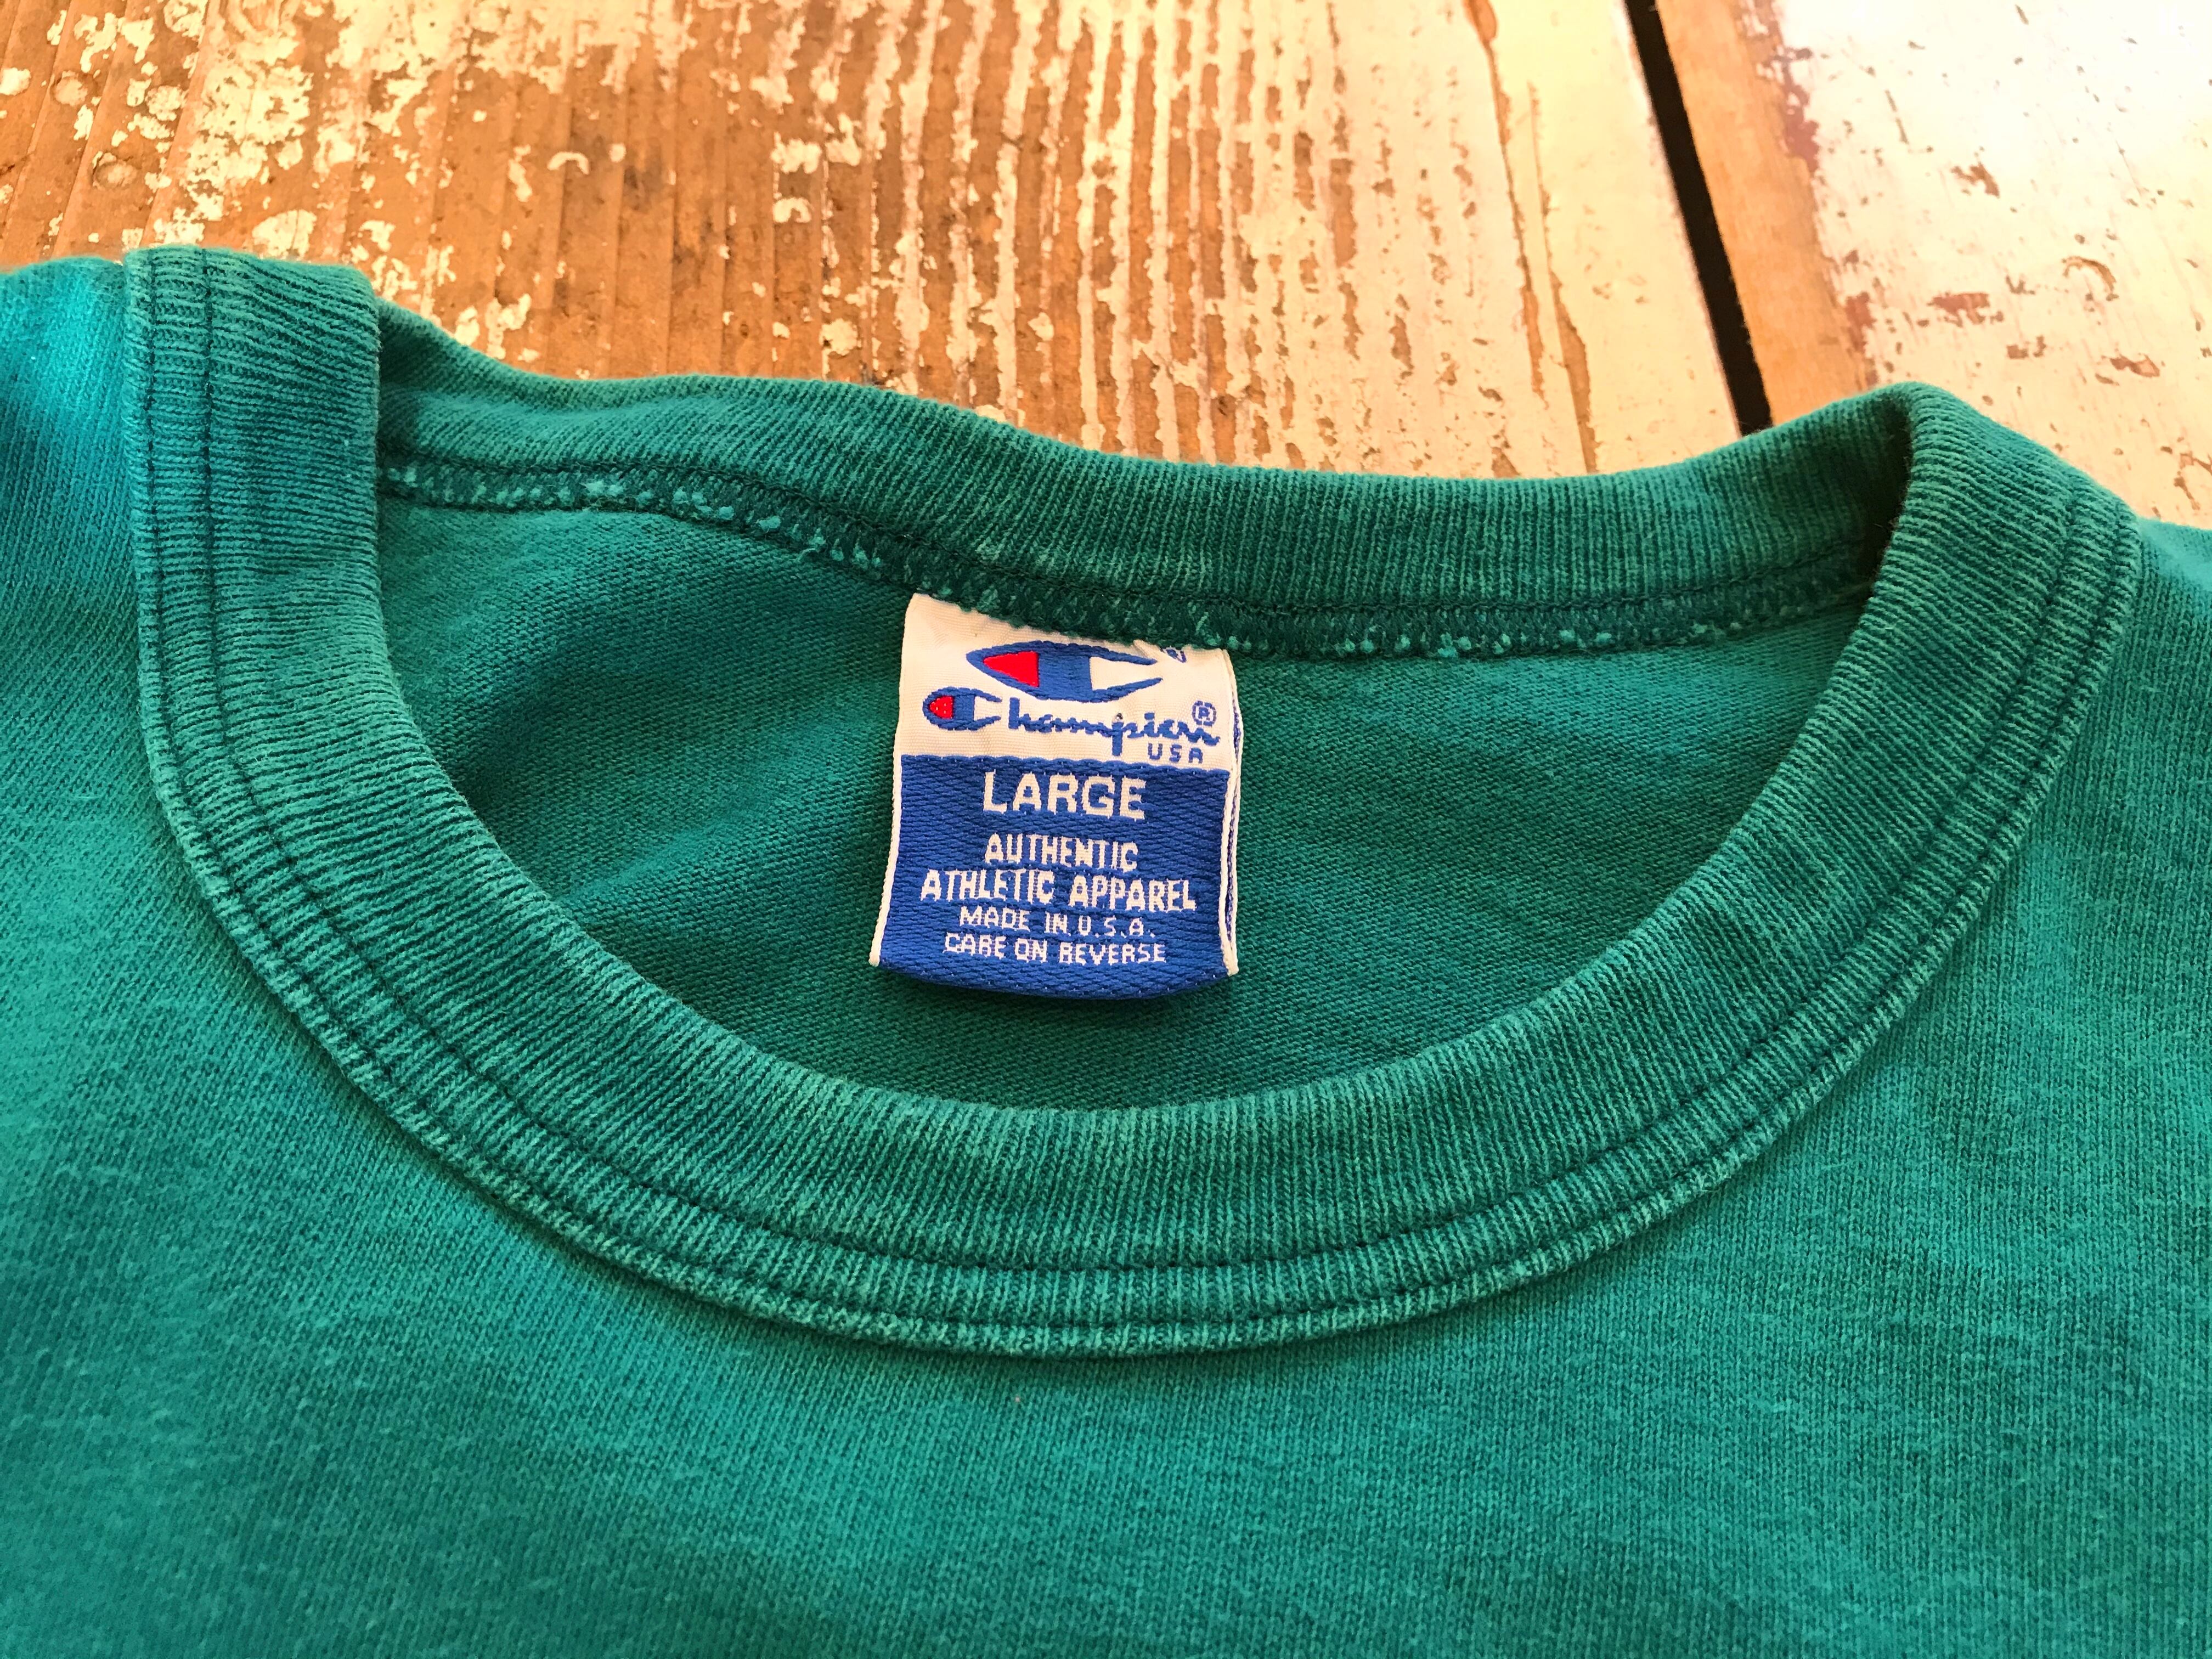 Champion®
USA
LARGE
AUTHENTIC
ATHLETIC APPAREL
MADE IN U.S.A.
CARE ON REVERSE